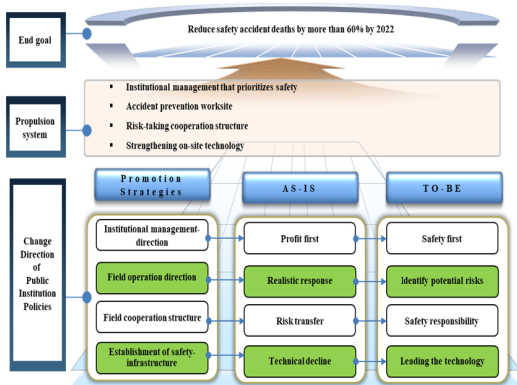 End goal
Reduce safety accident deaths by more than 60% by 2022
Propulsion
system
▪ Institutional management that prioritizes safety
▪ Accident prevention worksite
▪ Risk-taking cooperation structure
▪ Strengthening on-site technology
Change
Direction
of
Public
Institution
Policies
Promotion
Strategies
AS-IS
TO-BE
Institutional management-
direction
Profit first
Safety first
Field operation direction
Realistic response
Identify potential risks
Field cooperation structure
Risk transfer
Safety responsibility
Establishment of safety-
infrastructure
Technical decline
Leading the technology